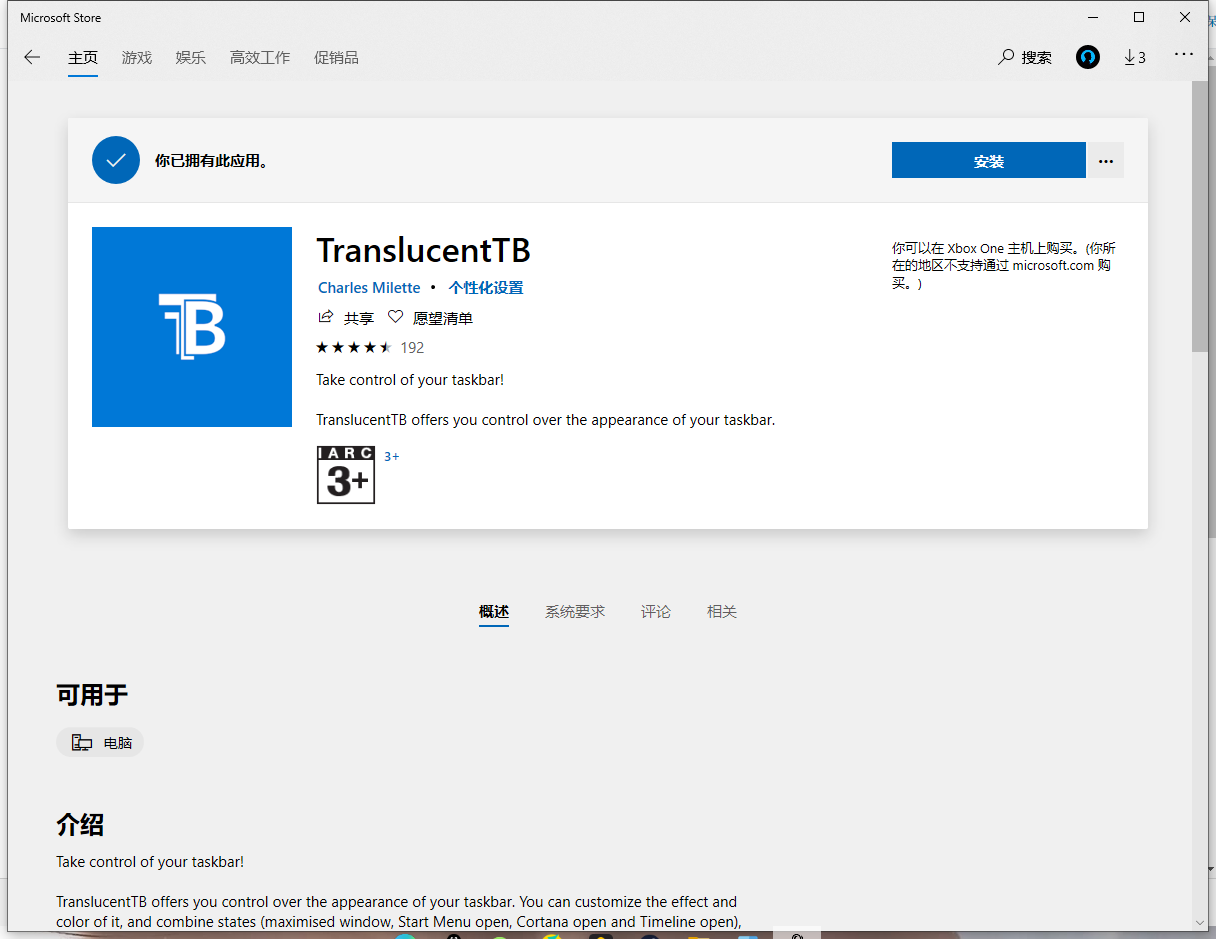 Microsoft Store
主页 游戏 娱乐 高效工作 促销品 搜索 3
你已拥有此应用。 安装
TB
TranslucentTB
Charles Milette • 个性化设置
共享 愿望清单
192
你可以在 Xbox One 主机上购买。(你所
在的地区不支持通过 microsoft.com 购
买。)
Take control of your taskbar!
TranslucentTB offers you control over the appearance of your taskbar.
IARC
3+
3+
概述 系统要求 评论 相关
可用于
电脑
介绍
Take control of your taskbar!
TranslucentTB offers you control over the appearance of your taskbar. You can customize the effect and
color of it, and combine states (maximised window, Start Menu open, Cortana open and Timeline open),